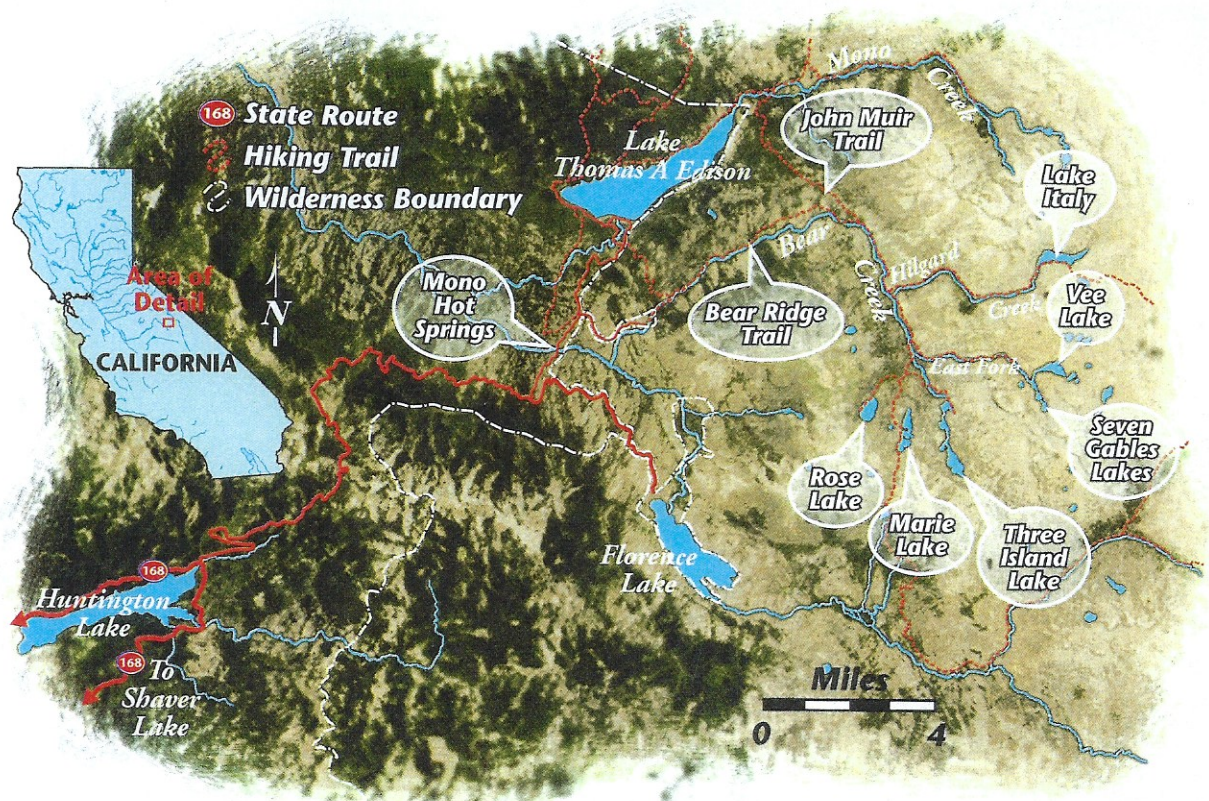 168 State Route
Hiking Trail
Wilderness Boundary
Area of
Detail
CALIFORNIA
N
Mono
Creek
John Muir
Trail
Lake
Thomas A Edison
Lake
Italy
Mono
Hot
Springs
Bear
Creek
Hilgard
Creek
Bear Ridge
Trail
Vee
Lake
East Fork
Seven
Gables
Lakes
Rose
Lake
Marie
Lake
Three
Island
Lake
Florence
Lake
168
Huntington
Lake
168
To
Shaver
Lake
Miles
0 4